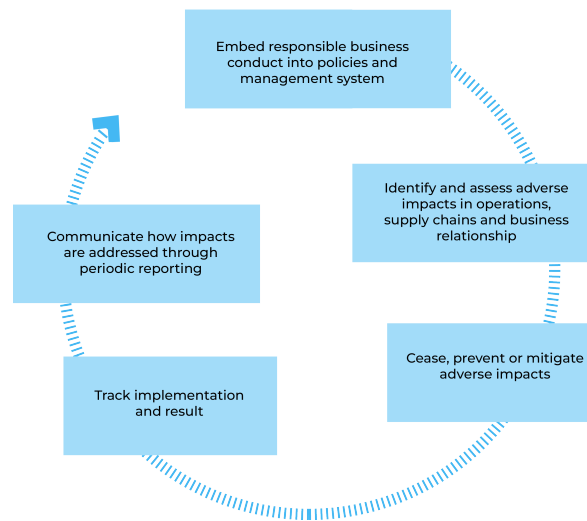 Embed responsible business
conduct into policies and
management system
Identify and assess adverse
impacts in operations,
supply chains and business
relationship
Cease, prevent or mitigate
adverse impacts
Track implementation
and result
Communicate how impacts
are addressed through
periodic reporting